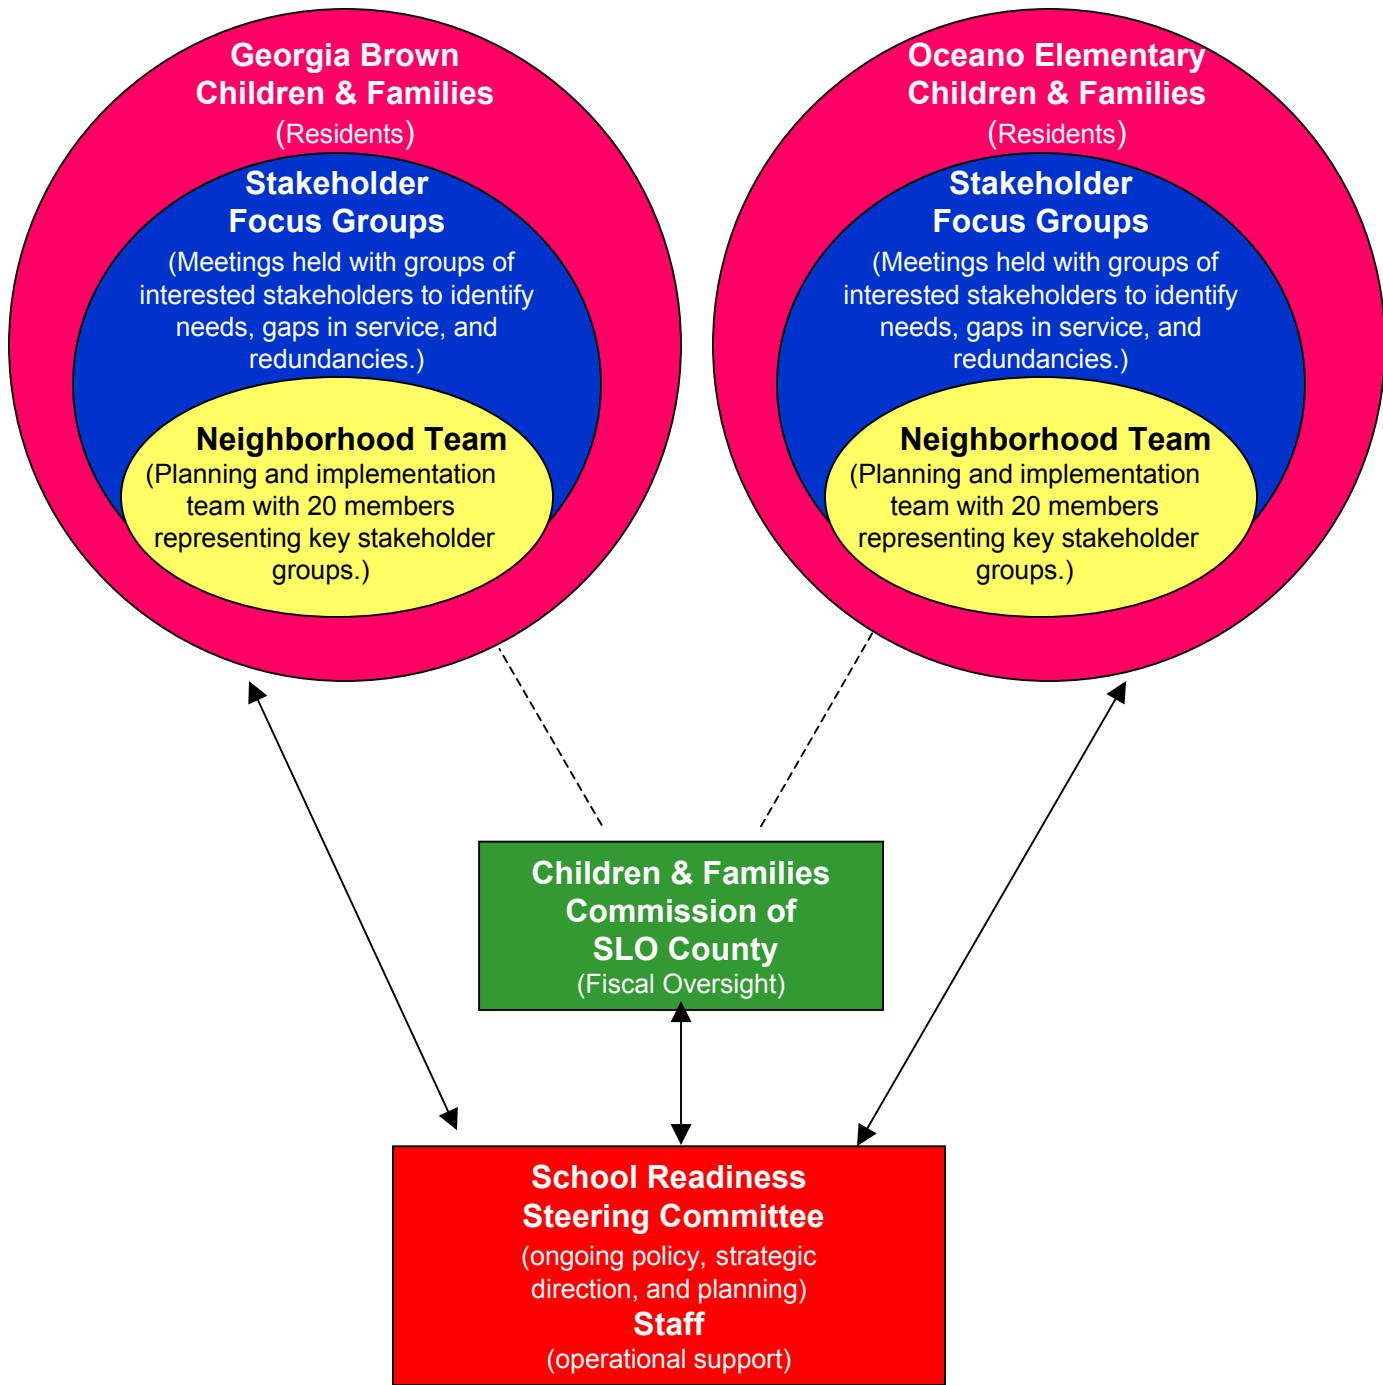 Georgia Brown
Children & Families
(Residents)
Stakeholder
Focus Groups
(Meetings held with groups of
interested stakeholders to identify
needs, gaps in service, and
redundancies.)
Neighborhood Team
(Planning and implementation
team with 20 members
representing key stakeholder
groups.)
Oceano Elementary
Children & Families
(Residents)
Stakeholder
Focus Groups
(Meetings held with groups of
interested stakeholders to identify
needs, gaps in service, and
redundancies.)
Neighborhood Team
(Planning and implementation
team with 20 members
representing key stakeholder
groups.)
Children & Families
Commission of
SLO County
(Fiscal Oversight)
School Readiness
Steering Committee
(ongoing policy, strategic
direction, and planning)
Staff
(operational support)